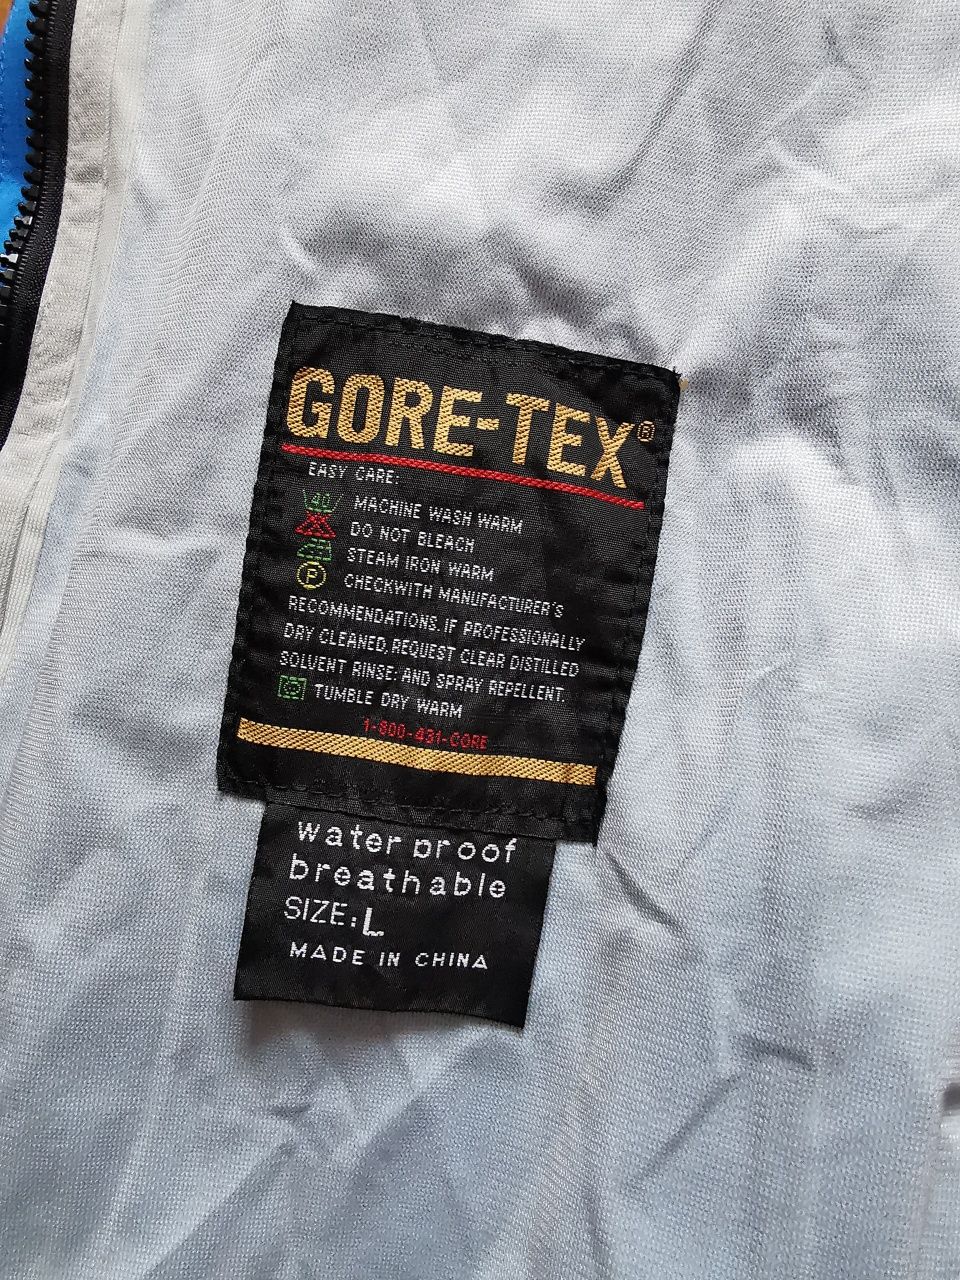 GORE-TEX®
EASY CARE:
40 MACHINE WASH WARM
DO NOT BLEACH
STEAM IRON WARM
P CHECKWITH MANUFACTURER'S
RECOMMENDATIONS. IF PROFESSIONALLY
DRY CLEANED, REQUEST CLEAR DISTILLED
SOLVENT RINSE: AND SPRAY REPELLENT.
TUMBLE DRY WARM
1-800-431-GORE
waterproof
breathable
SIZE: L
MADE IN CHINA